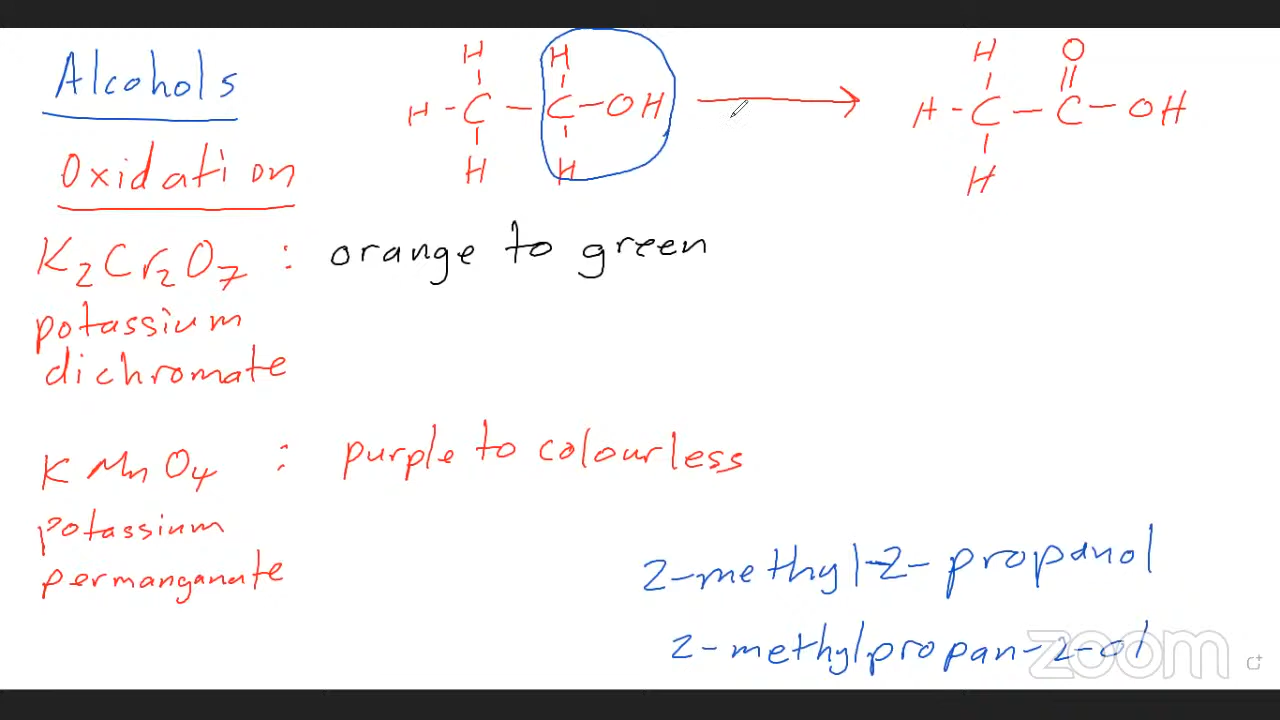 Alcohols
Oxidation
H H
H - C - C - OH → H - C - C - OH
H H
H O
H
K2Cr2O7 : orange to green
potassium
dichromate
KMnO4 : purple to colourless
potassium
permanganate
2-methyl-2-propanol
2-methylpropan-2-ol
zoom